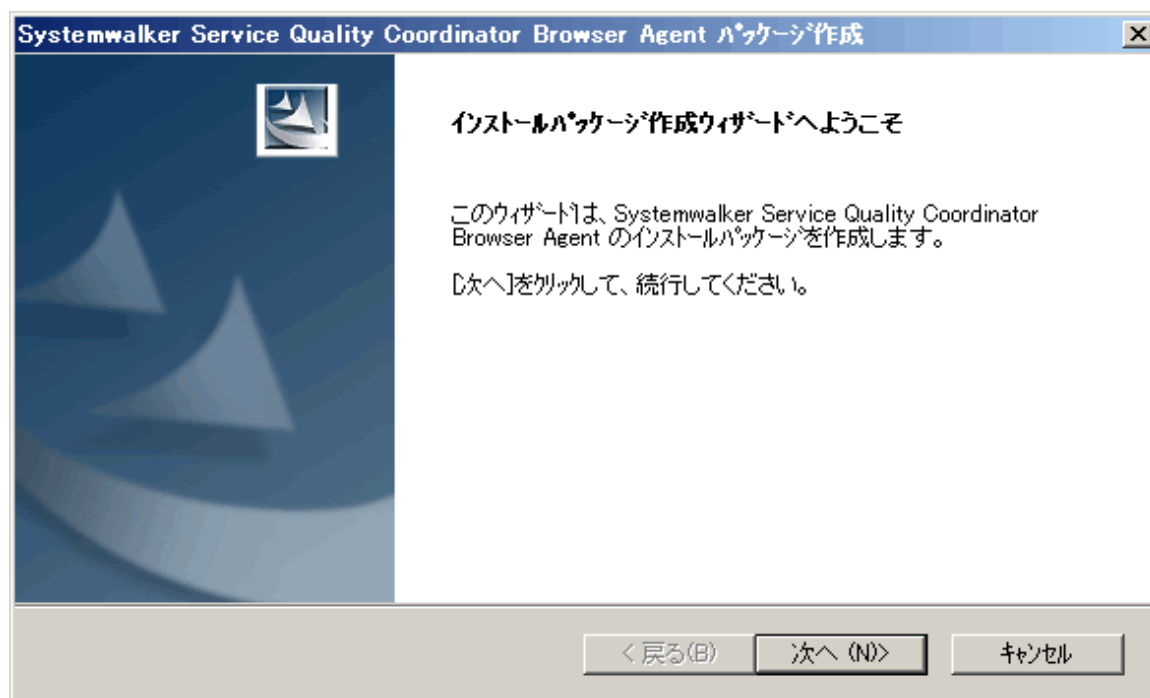 Systemwalker Service Quality Coordinator Browser Agent ﾊﾟｯｹｰｼﾞ作成
インストールパッケージ作成ウィザードへようこそ
このウィザードは、Systemwalker Service Quality Coordinator
Browser Agent のインストールパッケージを作成します。
[次へ]をクリックして、続行してください。
< 戻る(B)
次へ (N)>
ｷｬﾝｾﾙ